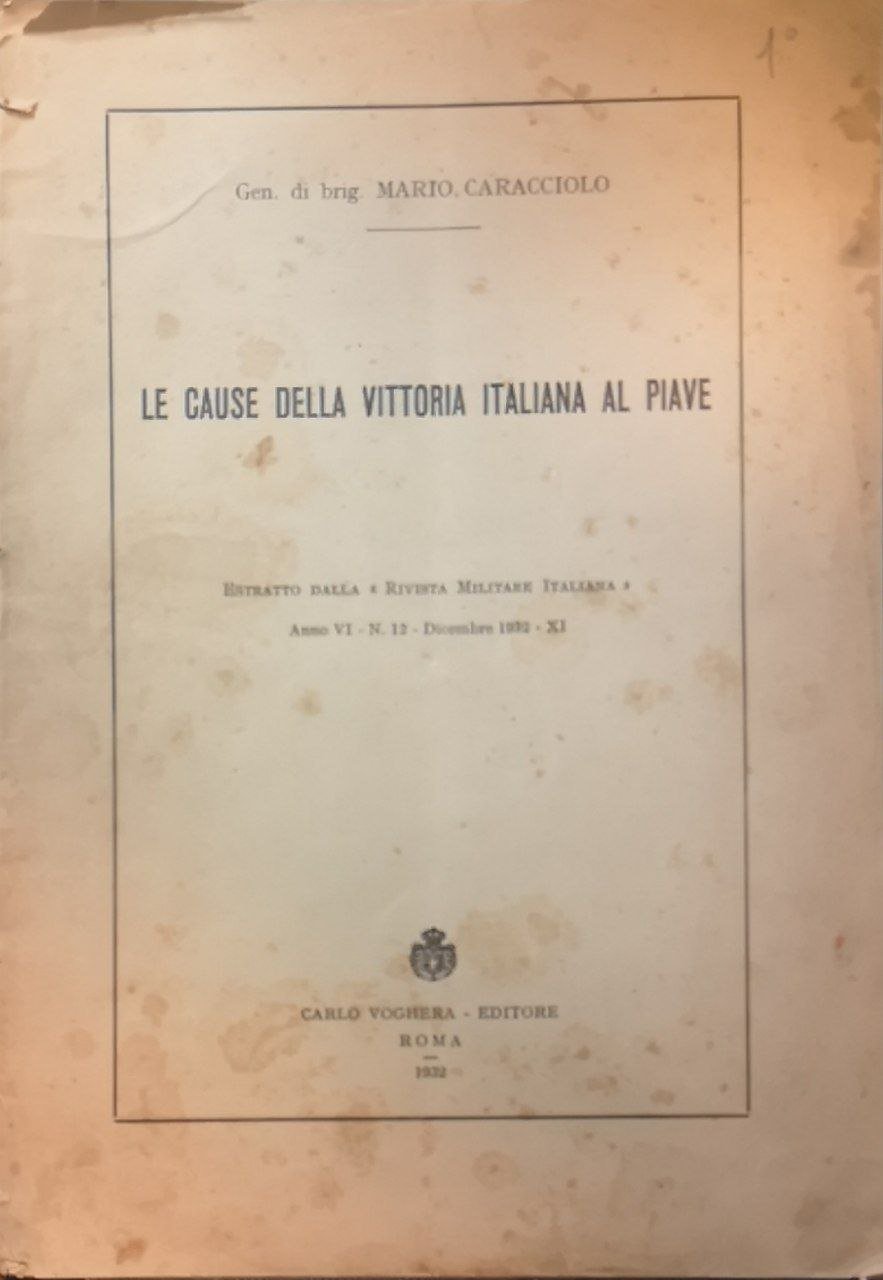 1°
Gen. di brig. MARIO CARACCIOLO
LE CAUSE DELLA VITTORIA ITALIANA AL PIAVE
ESTRATTO DALLA « RIVISTA MILITARE ITALIANA »
Anno VI - N. 12 - Dicembre 1932 - XI
CARLO VOGHERA - EDITORE
ROMA
1932